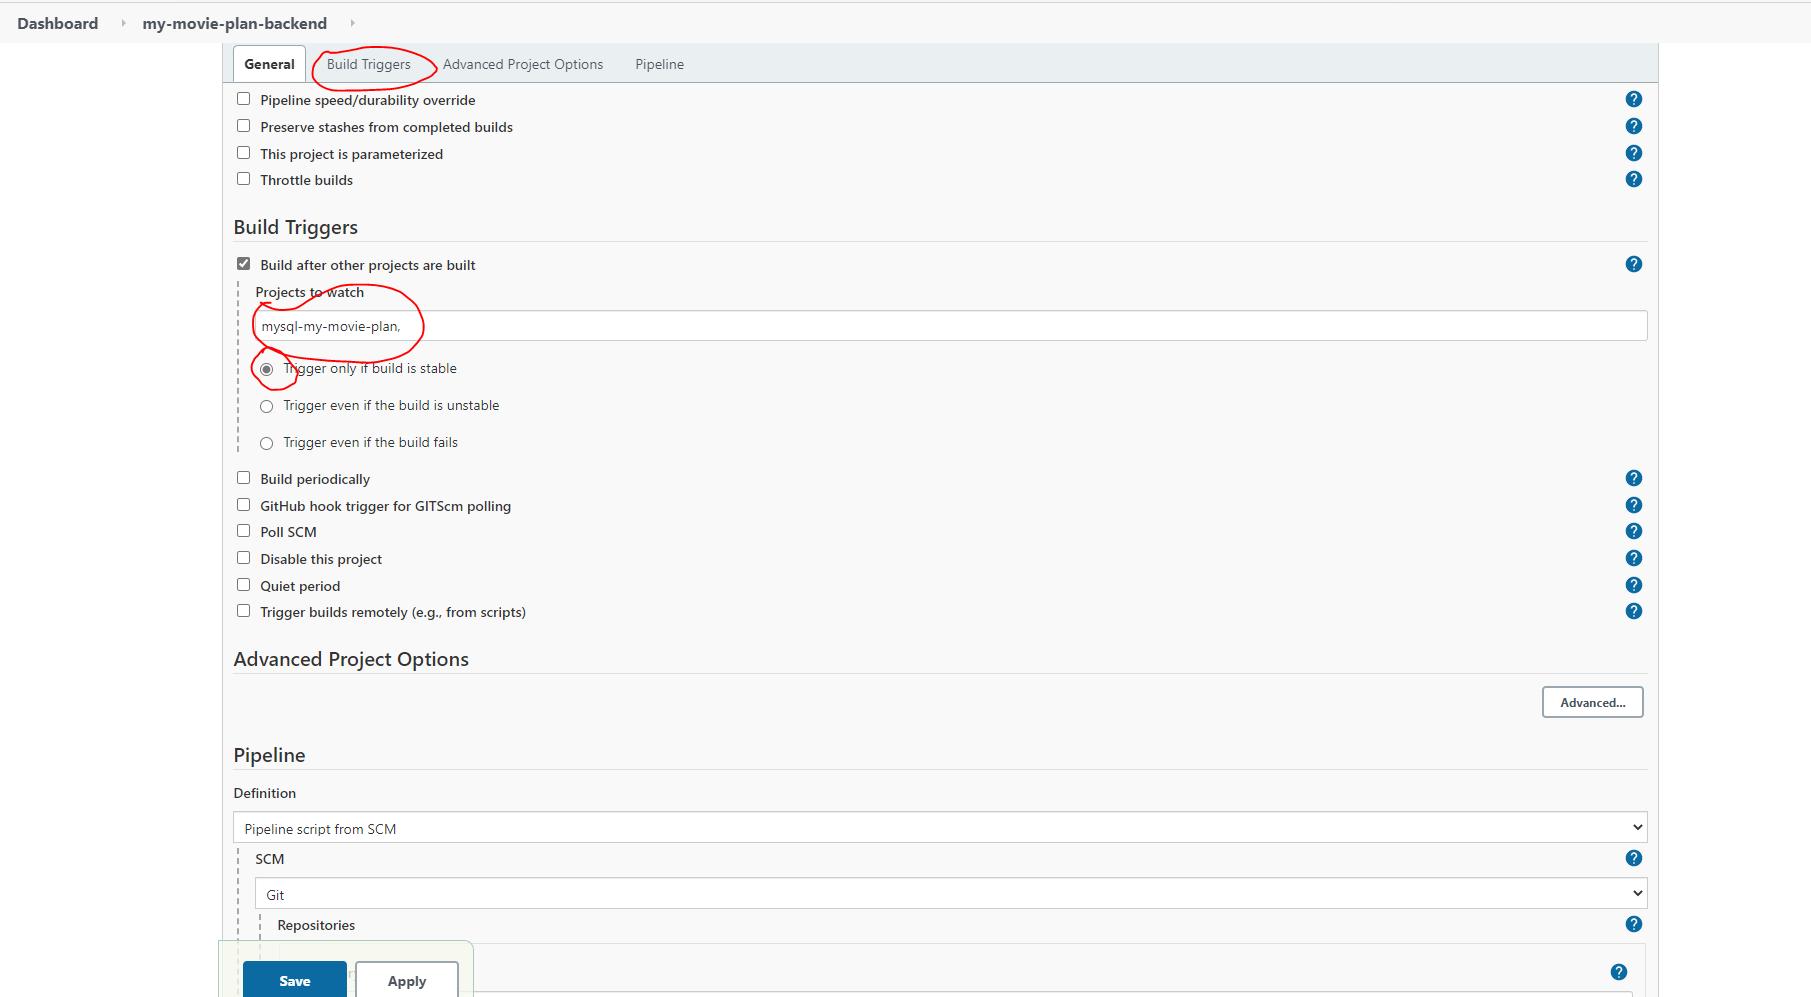 Dashboard my-movie-plan-backend
General Build Triggers Advanced Project Options Pipeline
Pipeline speed/durability override
Preserve stashes from completed builds
This project is parameterized
Throttle builds
Build Triggers
Build after other projects are built
Projects to watch
mysql-my-movie-plan,
Trigger only if build is stable
Trigger even if the build is unstable
Trigger even if the build fails
Build periodically
GitHub hook trigger for GITScm polling
Poll SCM
Disable this project
Quiet period
Trigger builds remotely (e.g., from scripts)
Advanced Project Options
Advanced...
Pipeline
Definition
Pipeline script from SCM
SCM
Git
Repositories
Save Apply